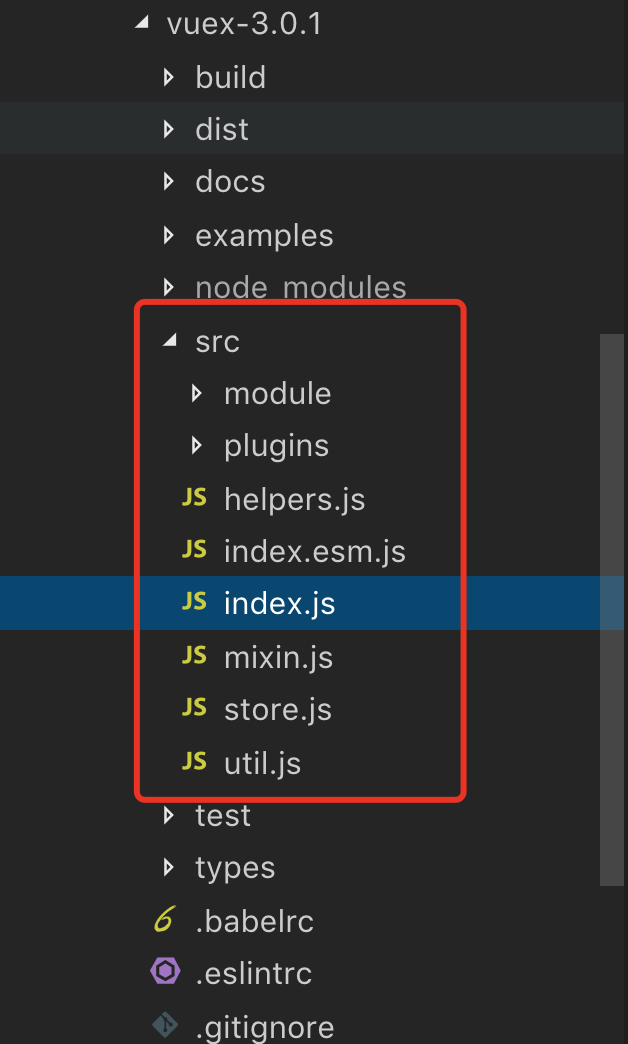 vuex-3.0.1
build
dist
docs
examples
node_modules
src
module
plugins
JS helpers.js
JS index.esm.js
JS index.js
JS mixin.js
JS store.js
JS util.js
test
types
6 .babelrc
.eslintrc
.gitignore